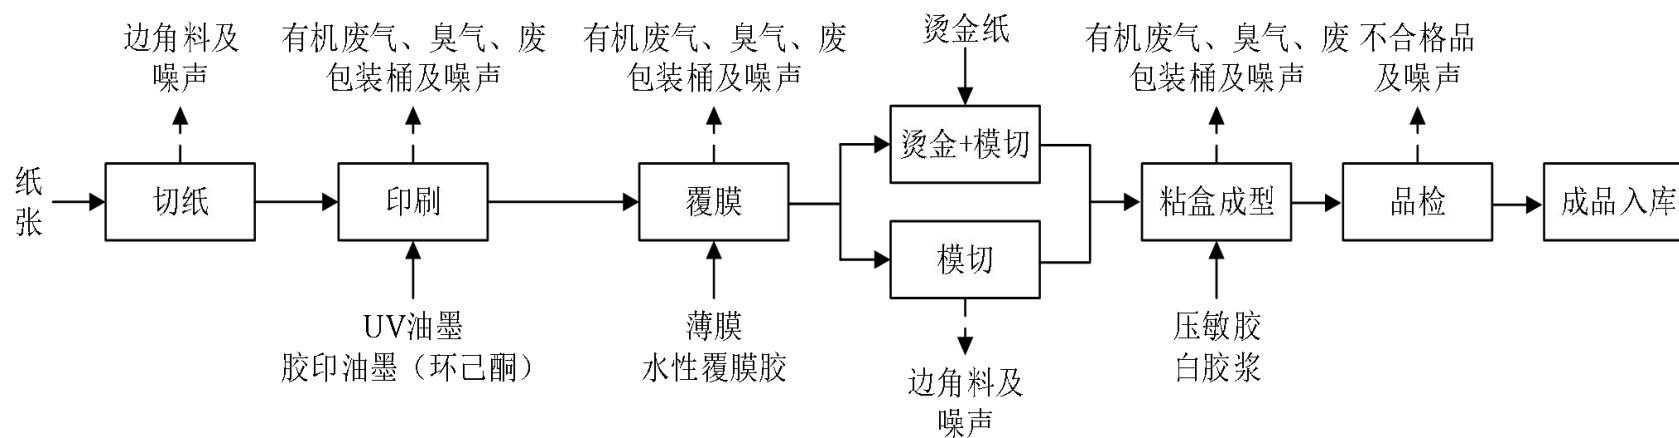 边角料及
噪声
有机废气、臭气、废
包装桶及噪声
有机废气、臭气、废
包装桶及噪声
烫金纸
有机废气、臭气、废
包装桶及噪声
不合格品
及噪声
纸
张
切纸
印刷
覆膜
烫金+模切
模切
粘盒成型
品检
成品入库
UV油墨
胶印油墨（环己酮）
薄膜
水性覆膜胶
边角料及
噪声
压敏胶
白胶浆